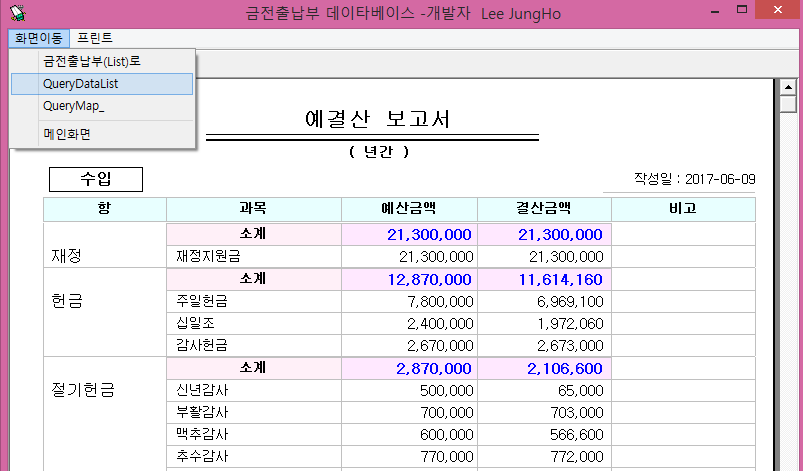 금전출납부 데이타베이스 -개발자 Lee JungHo
화면이동 프린트
금전출납부(List)로
QueryDataList
QueryMap_
메인화면
예결산 보고서
( 년간 )
수입 작성일 : 2017-06-09
항 과목 예산금액 결산금액 비고
소계 21,300,000 21,300,000
재정 재정지원금 21,300,000 21,300,000
소계 12,870,000 11,614,160
헌금 주일헌금 7,800,000 6,969,100
십일조 2,400,000 1,972,060
감사헌금 2,670,000 2,673,000
소계 2,870,000 2,106,600
절기헌금 신년감사 500,000 65,000
부활감사 700,000 703,000
맥추감사 600,000 566,600
추수감사 770,000 772,000